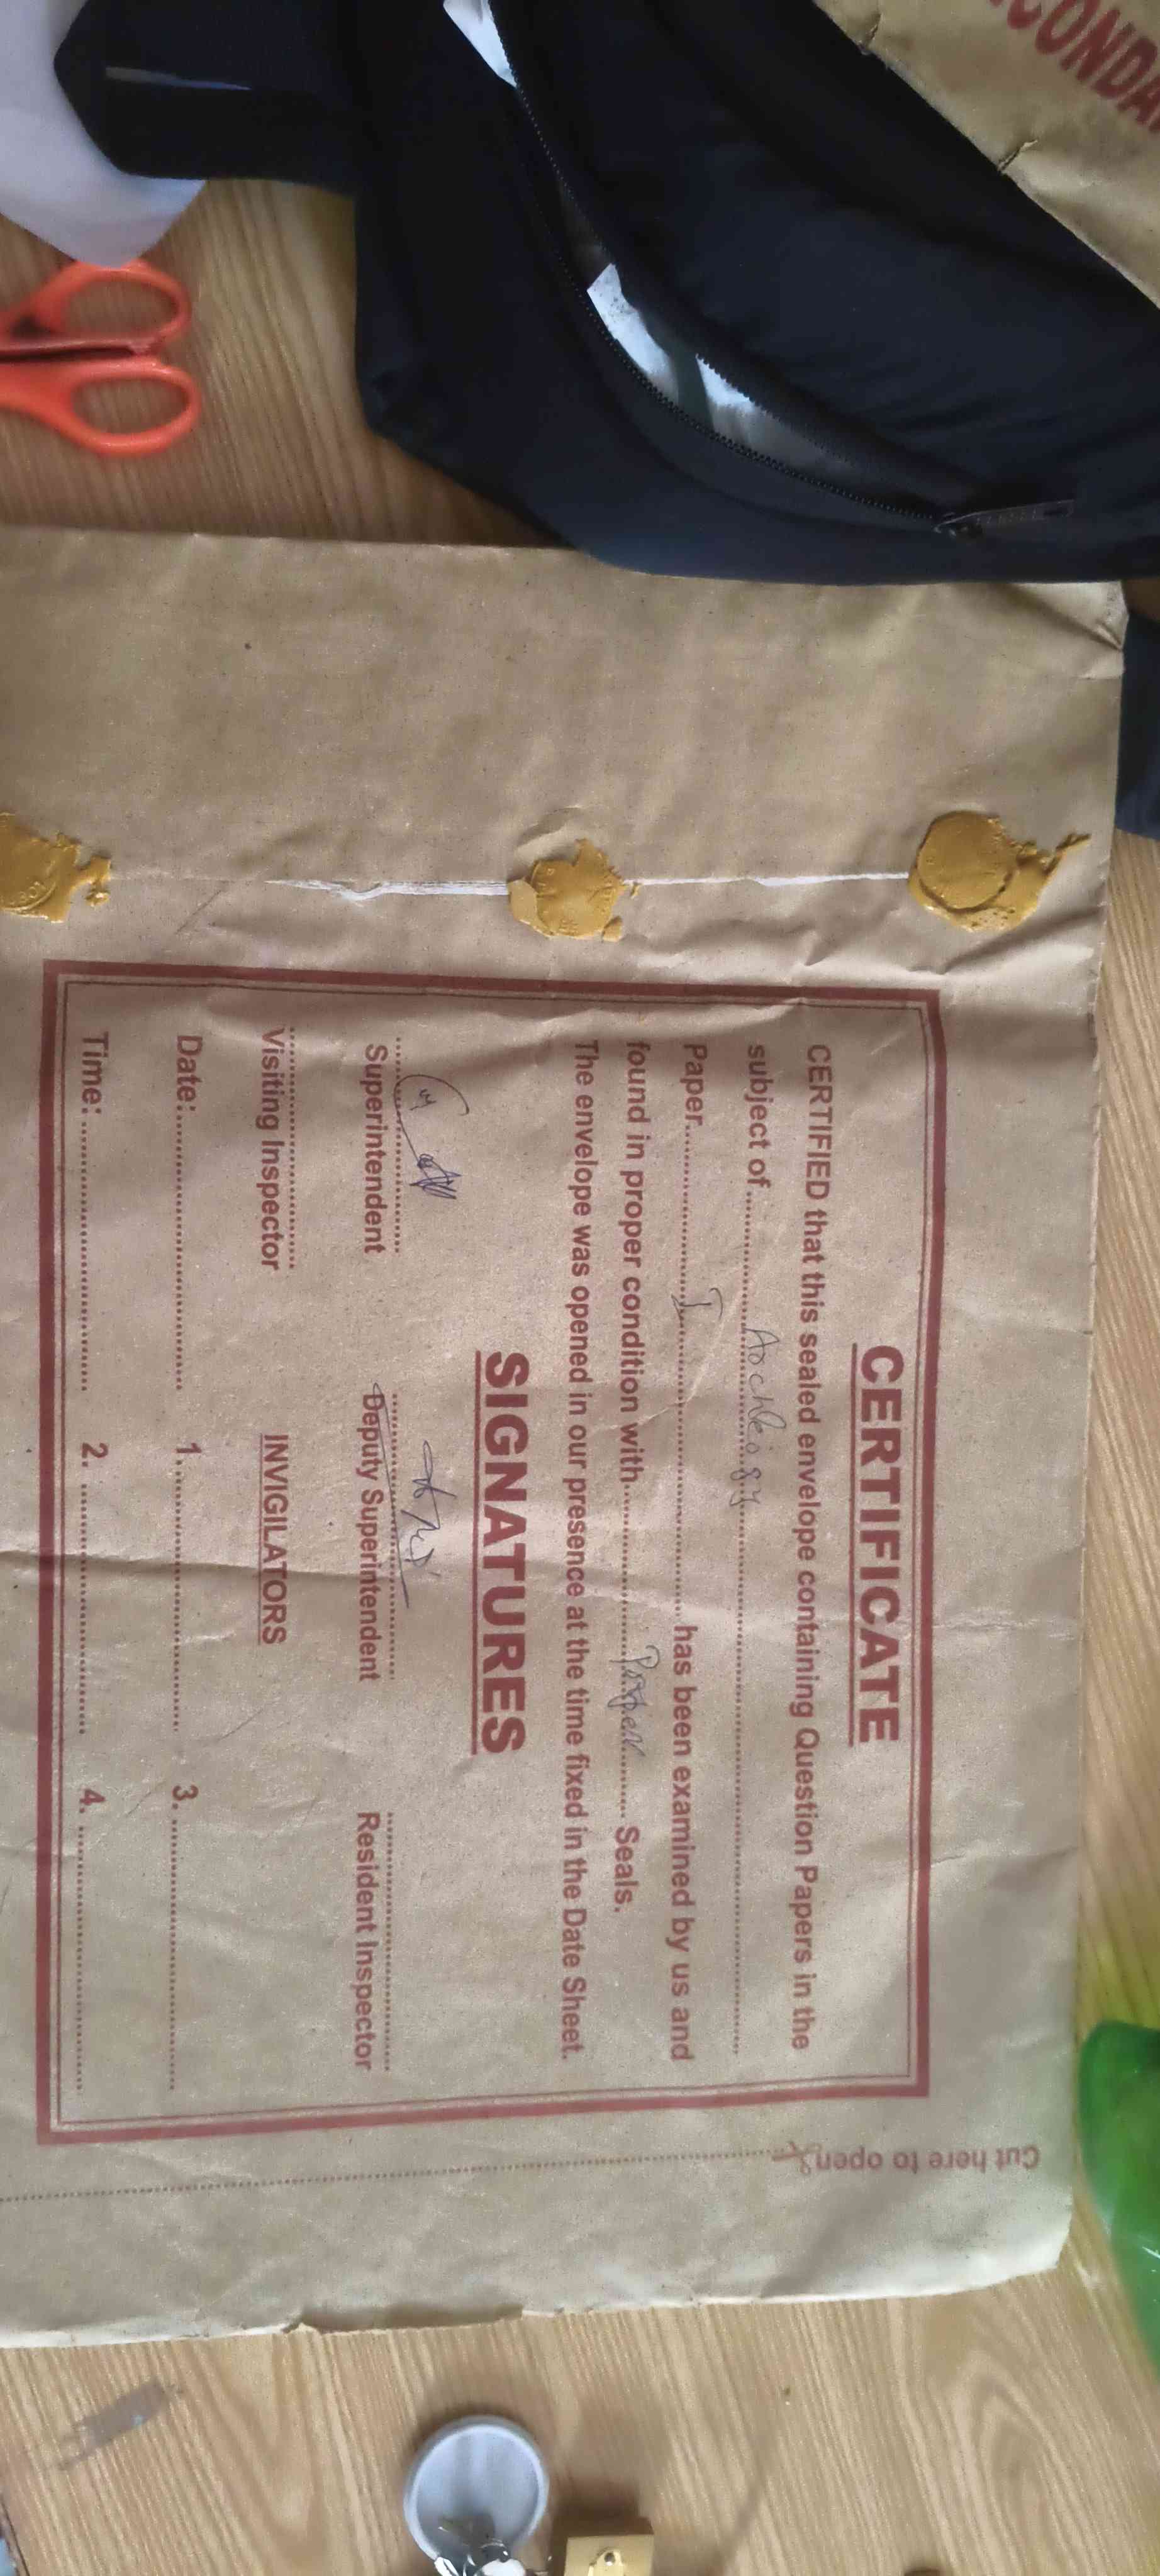 CONDA
CERTIFICATE
CERTIFIED that this sealed envelope containing Question Papers in the
subject of
Paper I has been examined by us and
found in proper condition with Proper Seals.
The envelope was opened in our presence at the time fixed in the Date Sheet.
SIGNATURES
Superintendent Deputy Superintendent Resident Inspector
Visiting Inspector INVIGILATORS
Date: 1. 3.
Time: 2. 4.
Cut here to open